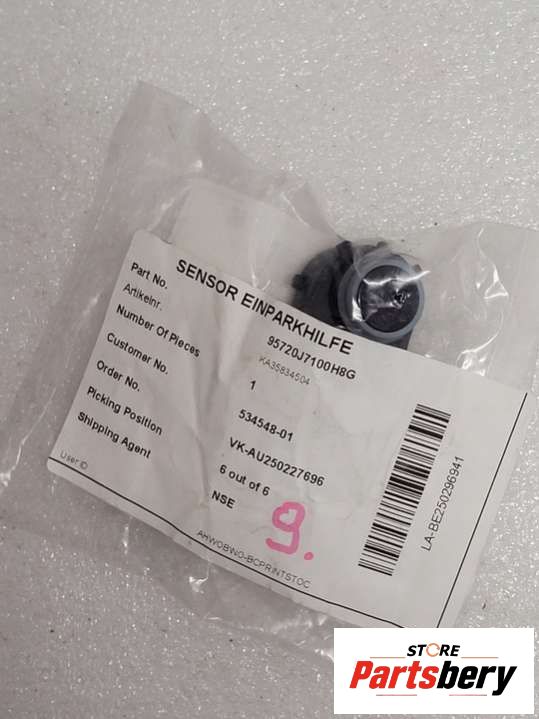 SENSOR EINPARKHILFE
Part No. 95720J7100H8G
Artikelnr. KA35834504
Number Of Pieces 1
Customer No. 534548-01
Order No. VK-AU250227696
Picking Position 6 out of 6
Shipping Agent NSE
User ID AHWOBW0-BCPRINTSTOC
9.
LA-BE250296941
STORE
Partsbery